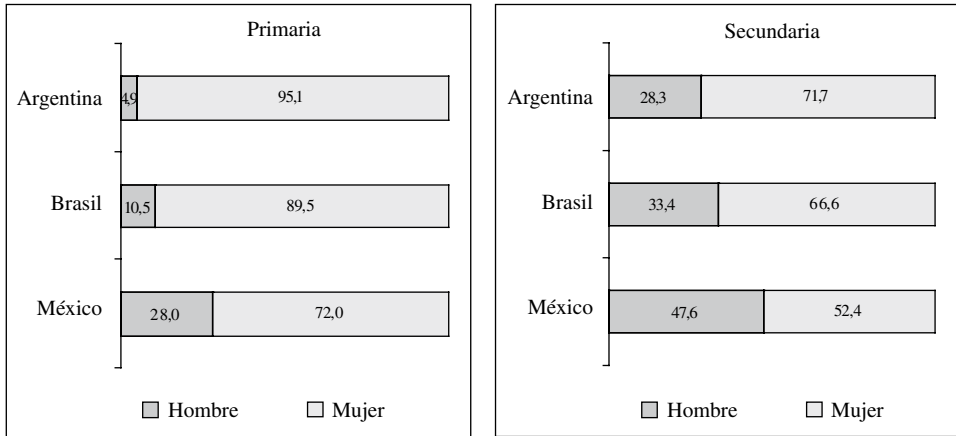 Primaria
Argentina 4,9 95,1
Brasil 10,5 89,5
México 28,0 72,0
Hombre Mujer
Secundaria
Argentina 28,3 71,7
Brasil 33,4 66,6
México 47,6 52,4
Hombre Mujer